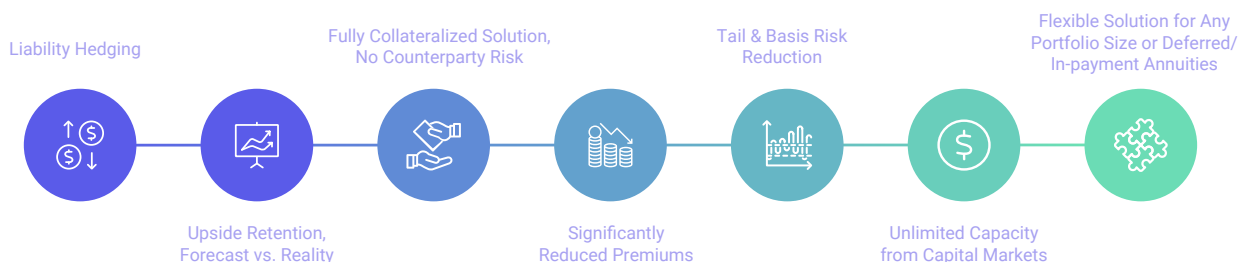 Liability Hedging
Upside Retention,
Forecast vs. Reality
Fully Collateralized Solution,
No Counterparty Risk
Significantly
Reduced Premiums
Tail & Basis Risk
Reduction
Unlimited Capacity
from Capital Markets
Flexible Solution for Any
Portfolio Size or Deferred/
In-payment Annuities